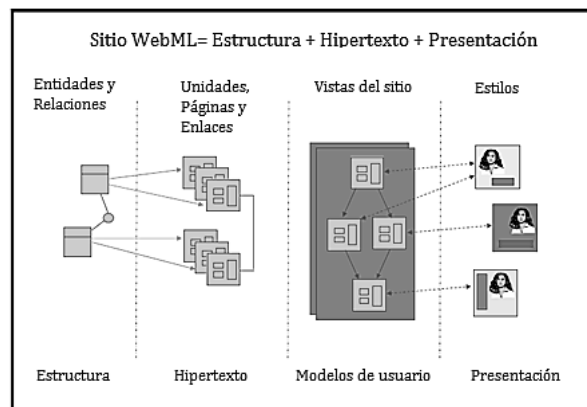 Sitio WebML= Estructura + Hipertexto + Presentación
Entidades y
Relaciones
Unidades,
Páginas y
Enlaces
Vistas del sitio
Estilos
Estructura
Hipertexto
Modelos de usuario
Presentación